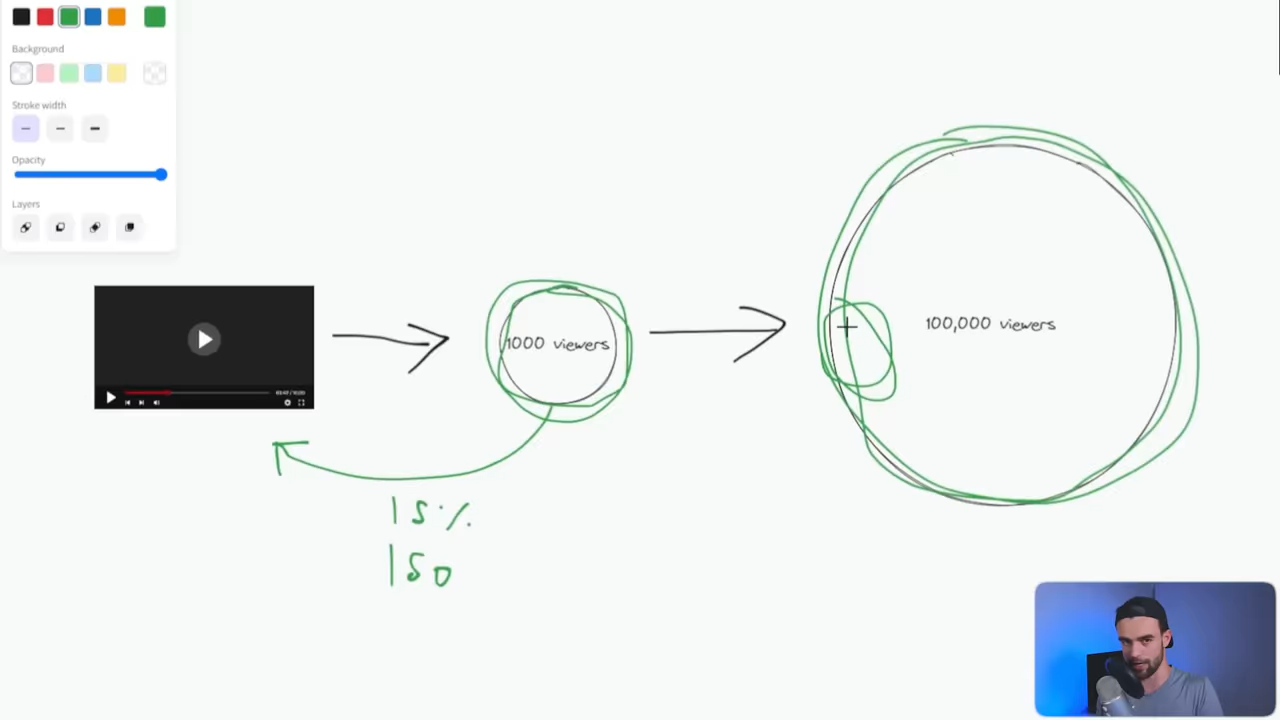 Background
Stroke width
Opacity
Layers
1000 viewers
100,000 viewers
15%
150